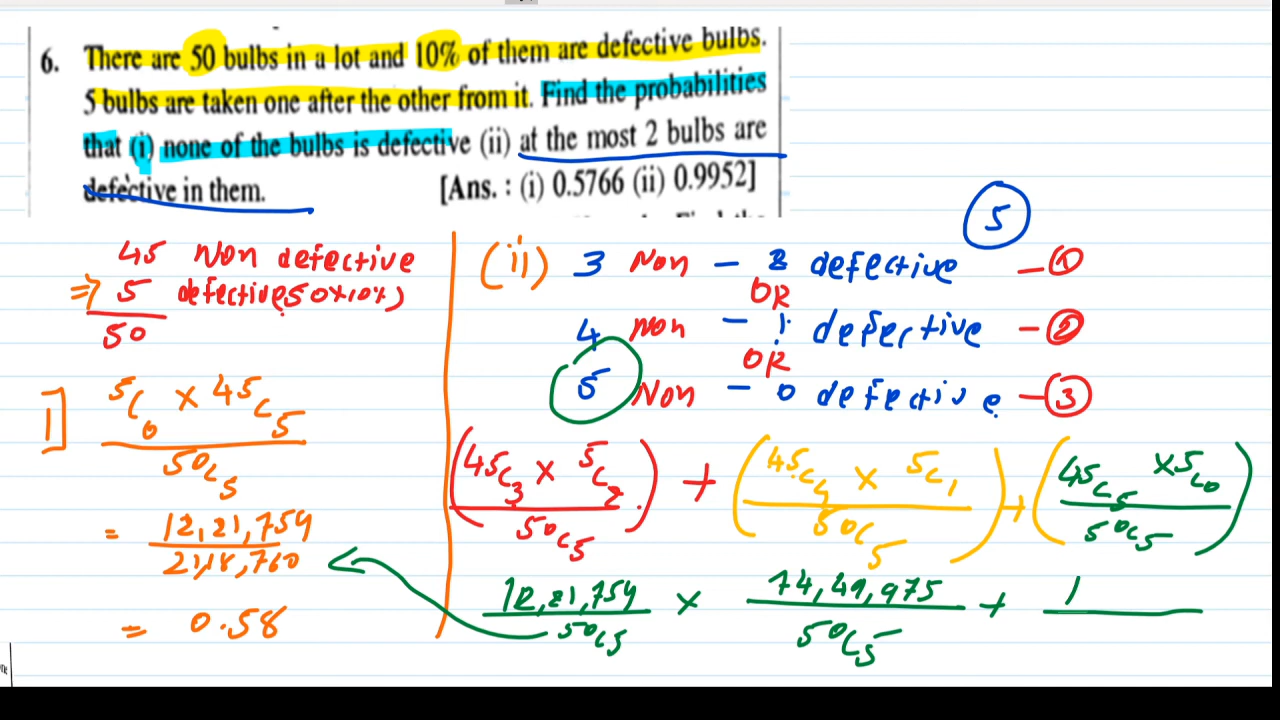 6. There are 50 bulbs in a lot and 10% of them are defective bulbs.
5 bulbs are taken one after the other from it. Find the probabilities
that (i) none of the bulbs is defective (ii) at the most 2 bulbs are
defective in them. [Ans. : (i) 0.5766 (ii) 0.9952]
5
45 Non defective
⇒ 5 defective (50×10%)
50
I] ⁵C₀ × ⁴⁵C₅
⁵⁰C₅
= 12,21,759
21,18,760
= 0.58
(ii) 3 Non - 2 defective - ①
OR
4 Non - 1 defective - ②
OR
5 Non - 0 defective - ③
(⁴⁵C₃ × ⁵C₂ / ⁵⁰C₅) + (⁴⁵C₄ × ⁵C₁ / ⁵⁰C₅) + (⁴⁵C₅ × ⁵C₀ / ⁵⁰C₅)
12,21,759 / ⁵⁰C₅ × 74,49,975 / ⁵⁰C₅ + 1